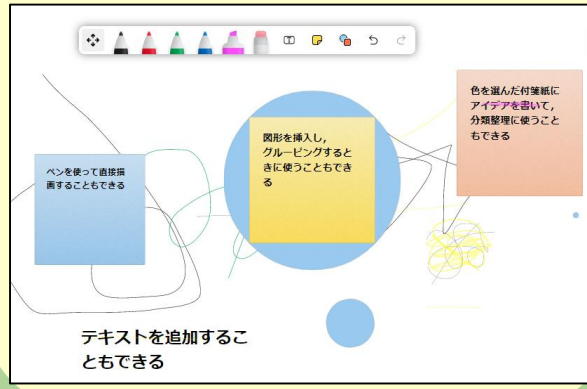 ペンを使って直接描
画することもできる
図形を挿入し,
グルーピングすると
きに使うこともでき
る
色を選んだ付箋紙に
アイデアを書いて,
分類整理に使うこと
もできる
テキストを追加するこ
ともできる